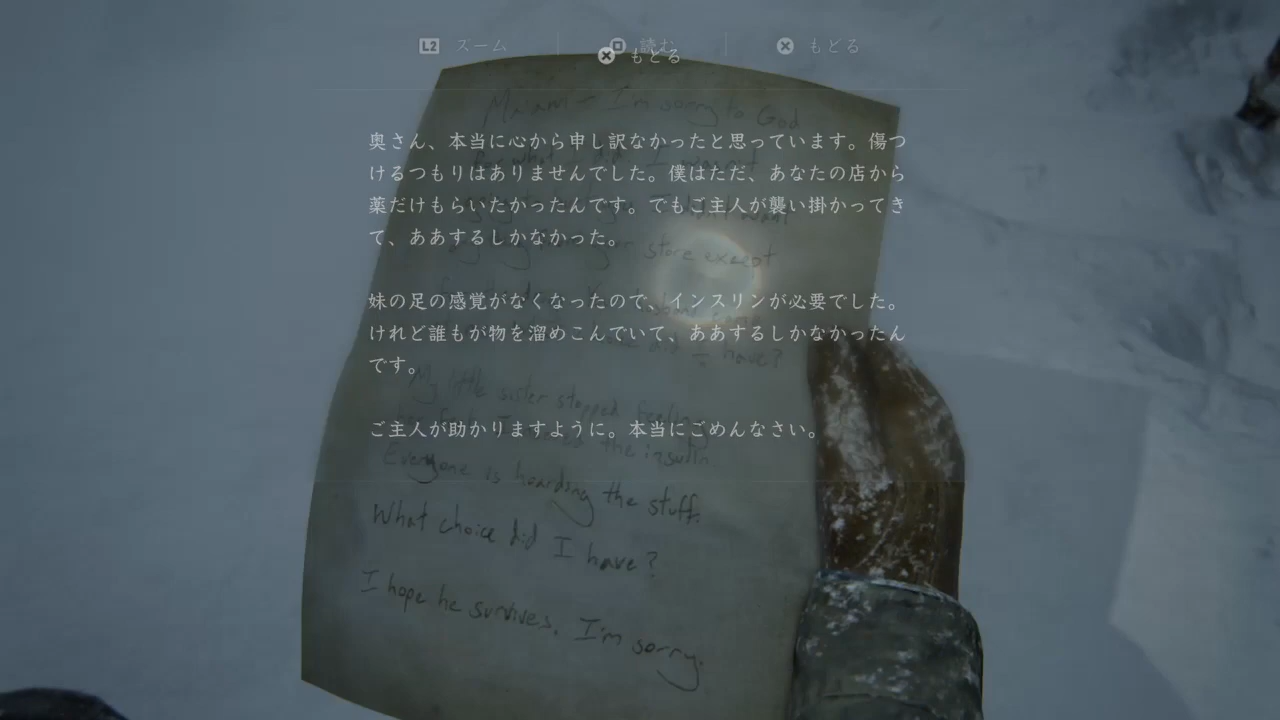 L2 ズーム 読む もどる
もどる
Ma'am - I'm sorry to God
奥さん、本当に心から申し訳なかったと思っています。傷つ
けるつもりはありませんでした。僕はただ、あなたの店から
薬だけもらいたかったんです。でもご主人が襲い掛かってき
て、ああするしかなかった。
store except
妹の足の感覚がなくなったので、インスリンが必要でした。
けれど誰もが物を溜めこんでいて、ああするしかなかったん
です。
have?
My little sister stopped feeling
ご主人が助かりますように。本当にごめんなさい。
the insulin.
Everyone is hoarding the stuff.
What choice did I have?
I hope he survives. I'm sorry.